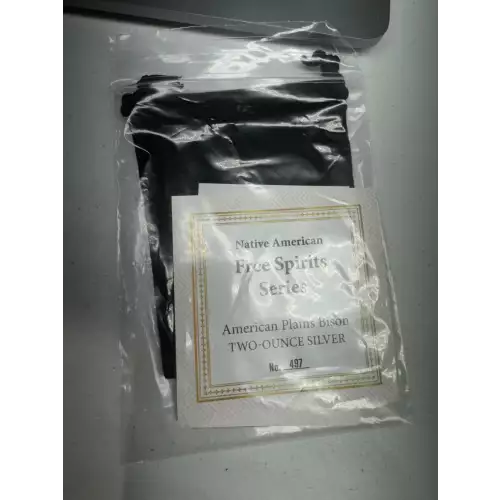 Native American
Free Spirits
Series
American Plains Bison
TWO-OUNCE SILVER
No. 497